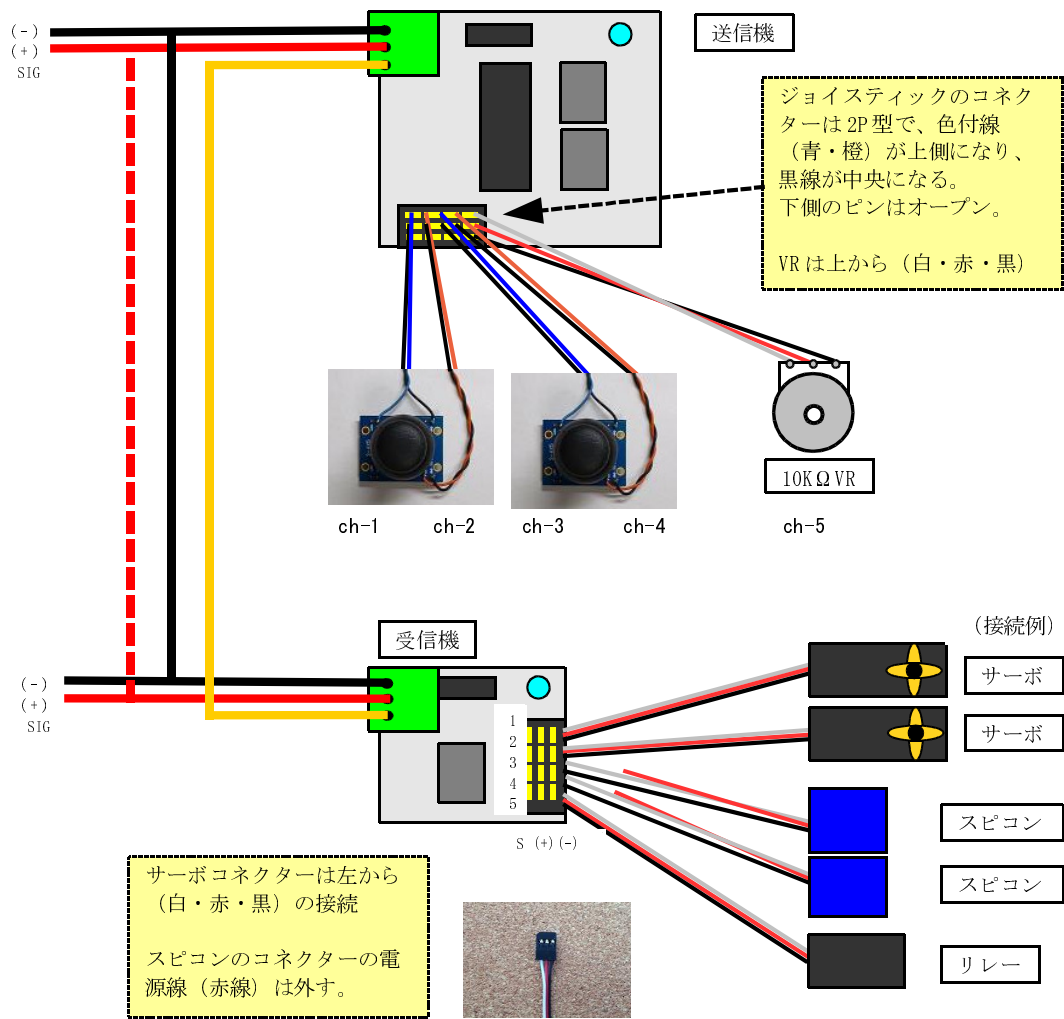 (-)
(+)
SIG
送信機
ジョイスティックのコネク
ターは 2P 型で、色付線
（青・橙）が上側になり、
黒線が中央になる。
下側のピンはオープン。
VR は上から（白・赤・黒）
10KΩVR
ch-1
ch-2
ch-3
ch-4
ch-5
受信機
（接続例）
(-)
(+)
SIG
1
2
3
4
5
S (+) (-)
サーボ
サーボ
スピコン
スピコン
リレー
サーボコネクターは左から
（白・赤・黒）の接続
スピコンのコネクターの電
源線（赤線）は外す。